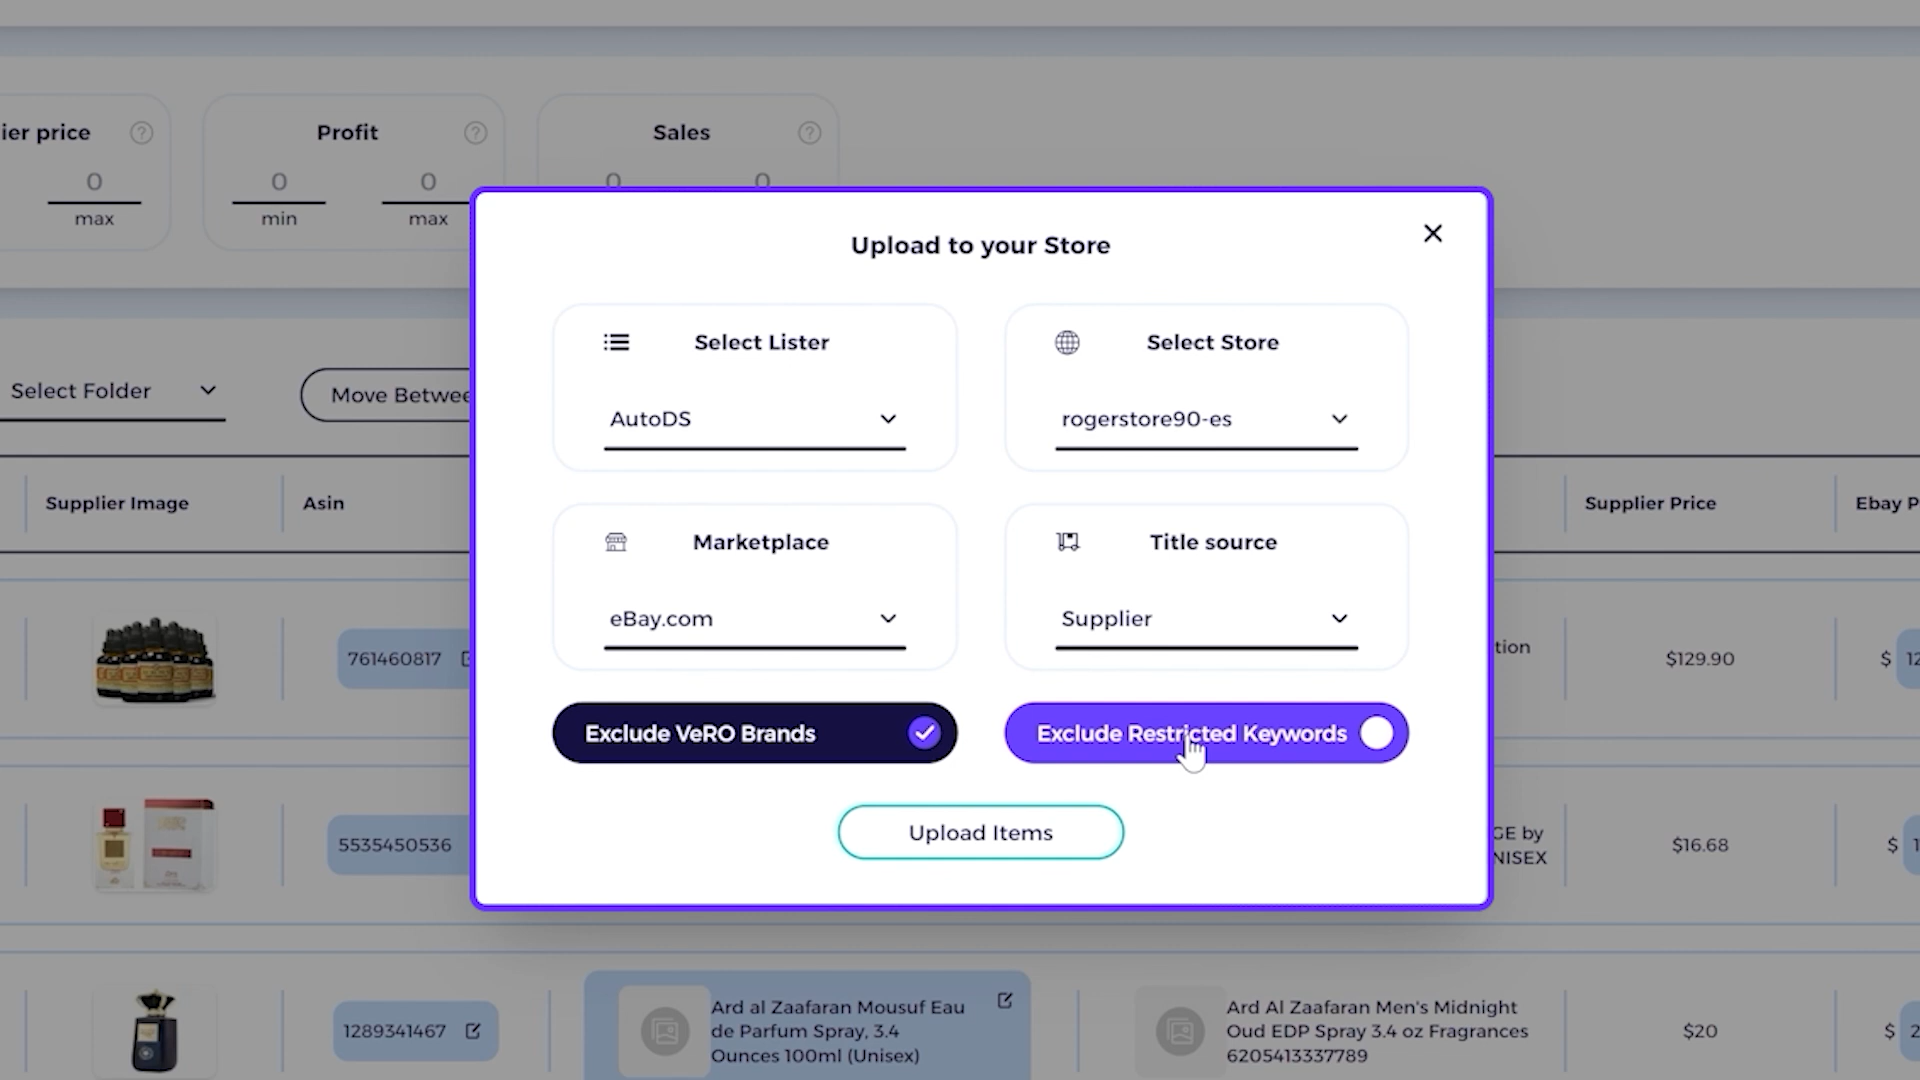 ier price
Profit
Sales
0
max
0
min
0
max
0
0
Upload to your Store
Select Lister
AutoDS
Select Store
rogerstore90-es
Marketplace
eBay.com
Title source
Supplier
Exclude VeRO Brands
Exclude Restricted Keywords
Upload Items
Select Folder
Move Betwee
Supplier Image
Asin
Supplier Price
Ebay P
761460817
tion
$129.90
$ 12
5535450536
GE by
NISEX
$16.68
$ 1
1289341467
Ard al Zaafaran Mousuf Eau
de Parfum Spray, 3.4
Ounces 100ml (Unisex)
Ard Al Zaafaran Men's Midnight
Oud EDP Spray 3.4 oz Fragrances
6205413337789
$20
$ 2